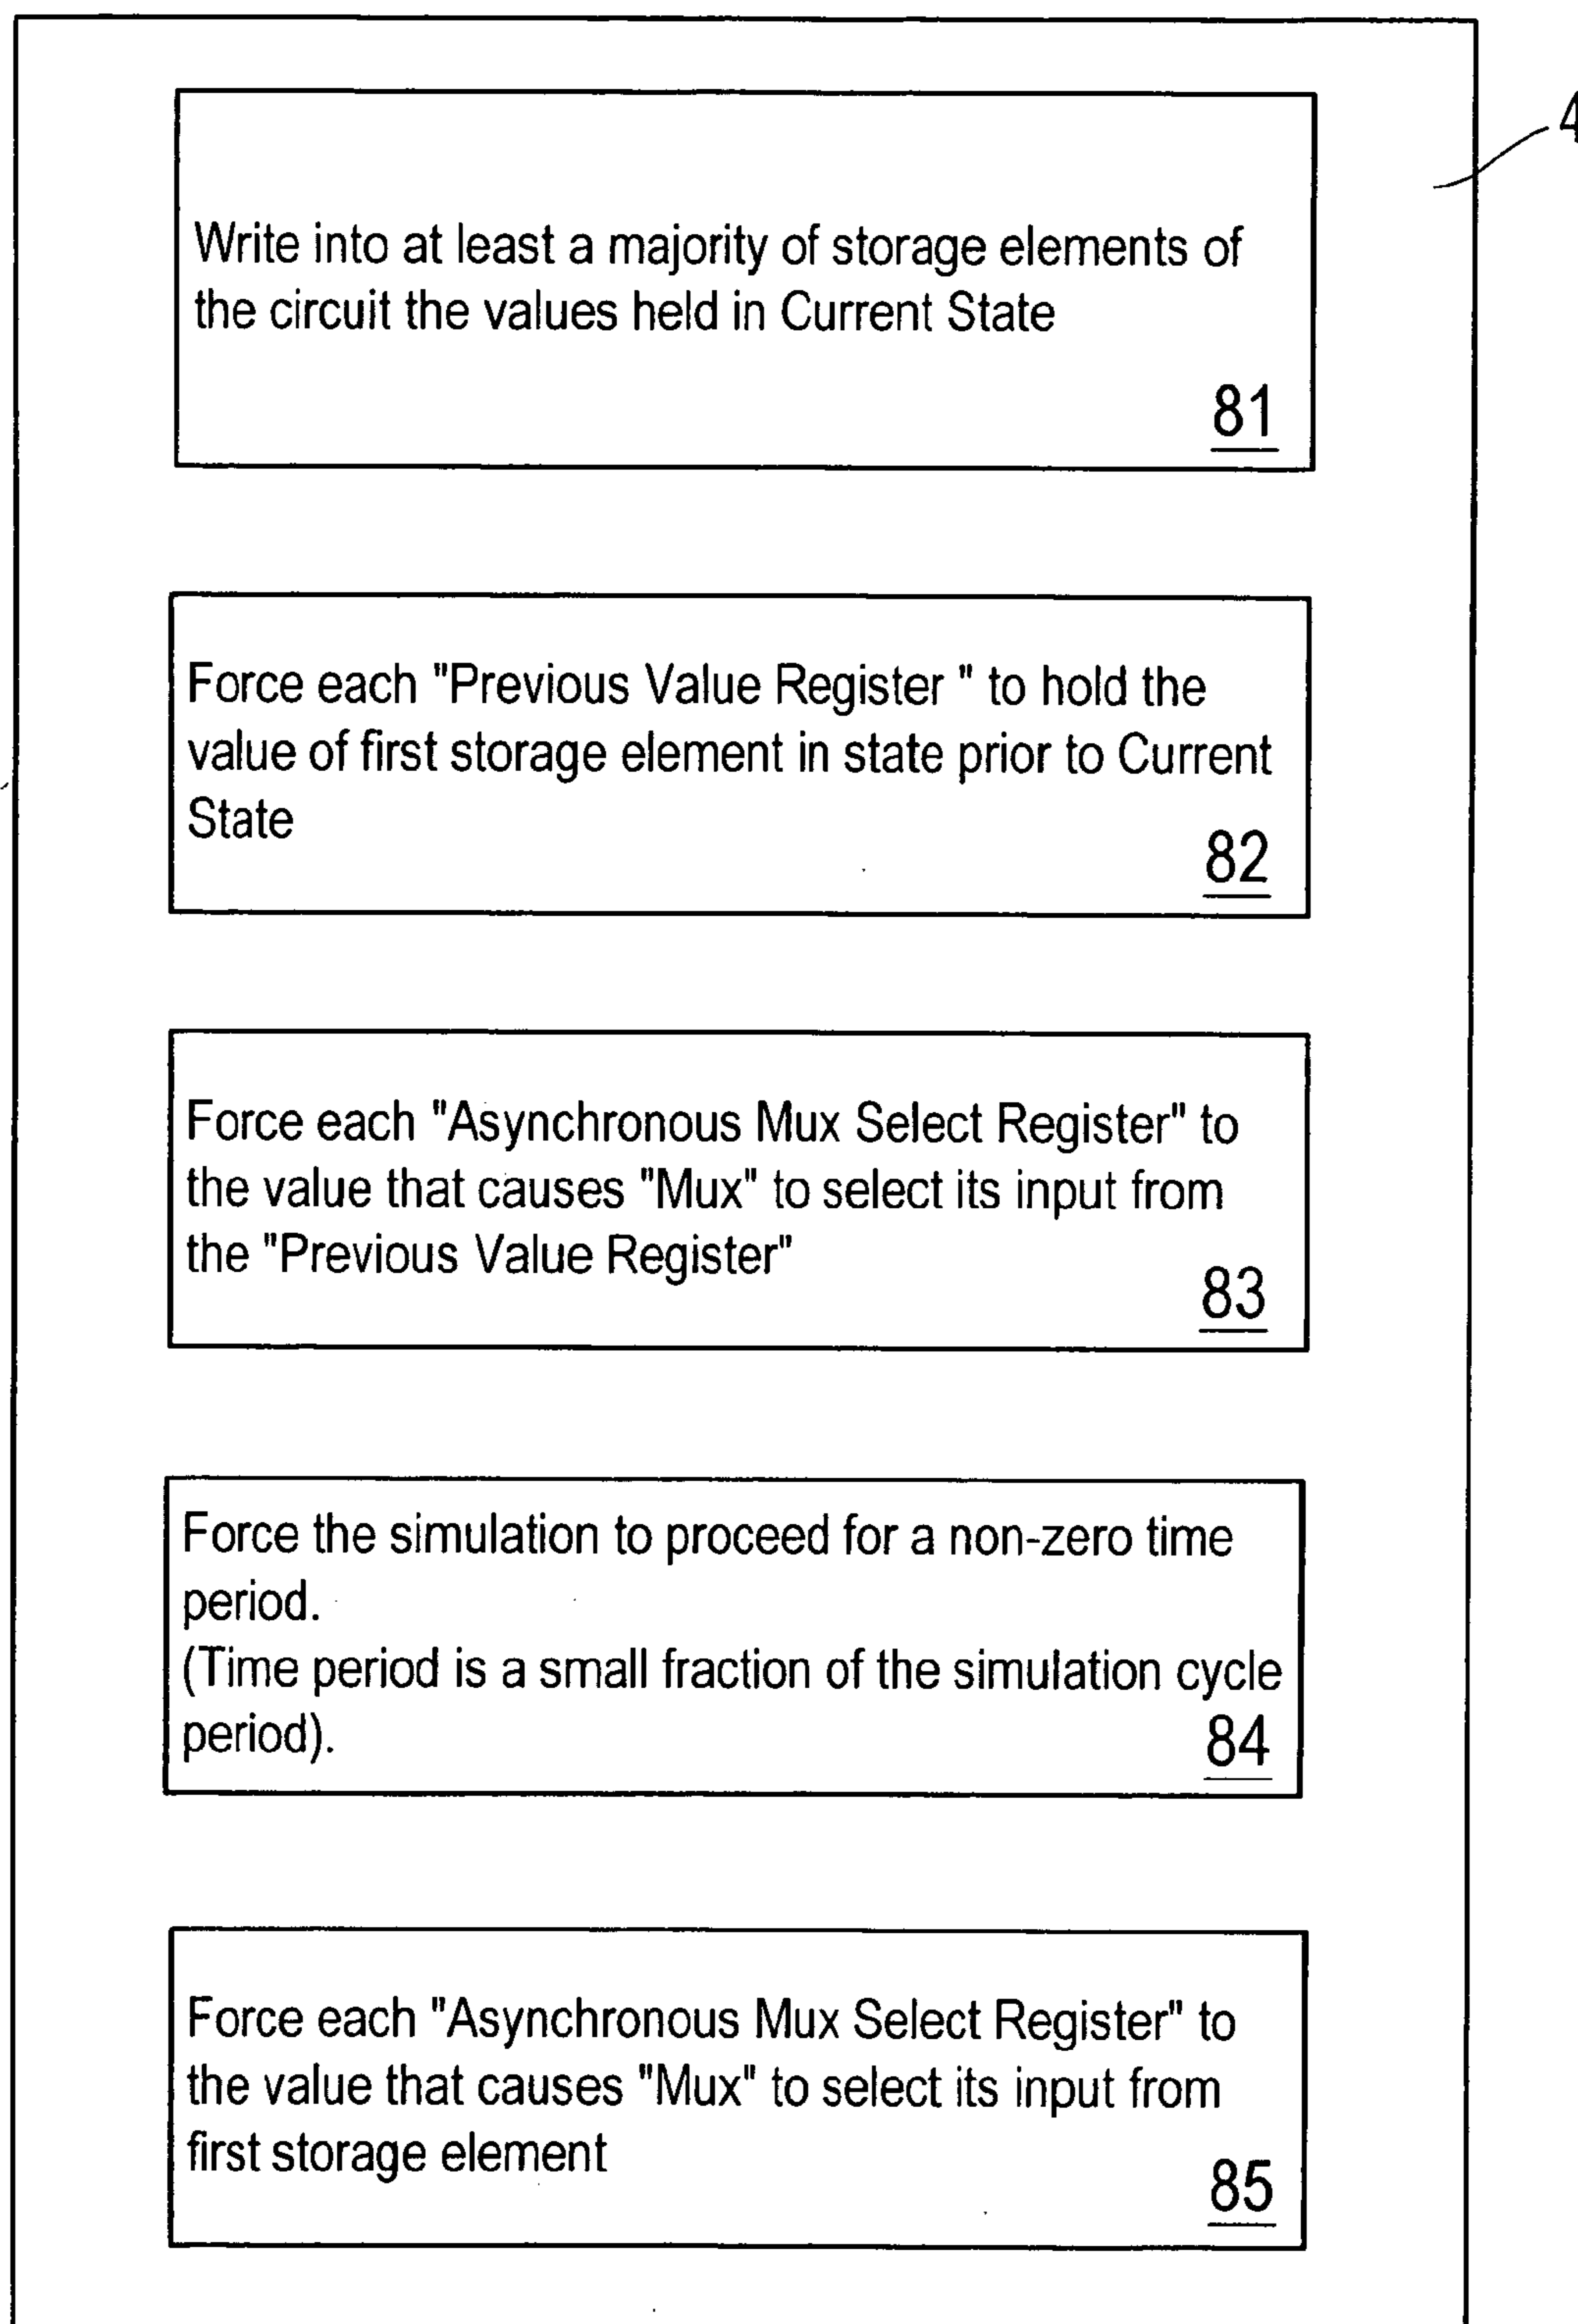 4
Write into at least a majority of storage elements of
the circuit the values held in Current State
81
Force each "Previous Value Register " to hold the
value of first storage element in state prior to Current
State
82
Force each "Asynchronous Mux Select Register" to
the value that causes "Mux" to select its input from
the "Previous Value Register"
83
Force the simulation to proceed for a non-zero time
period.
(Time period is a small fraction of the simulation cycle
period).
84
Force each "Asynchronous Mux Select Register" to
the value that causes "Mux" to select its input from
first storage element
85